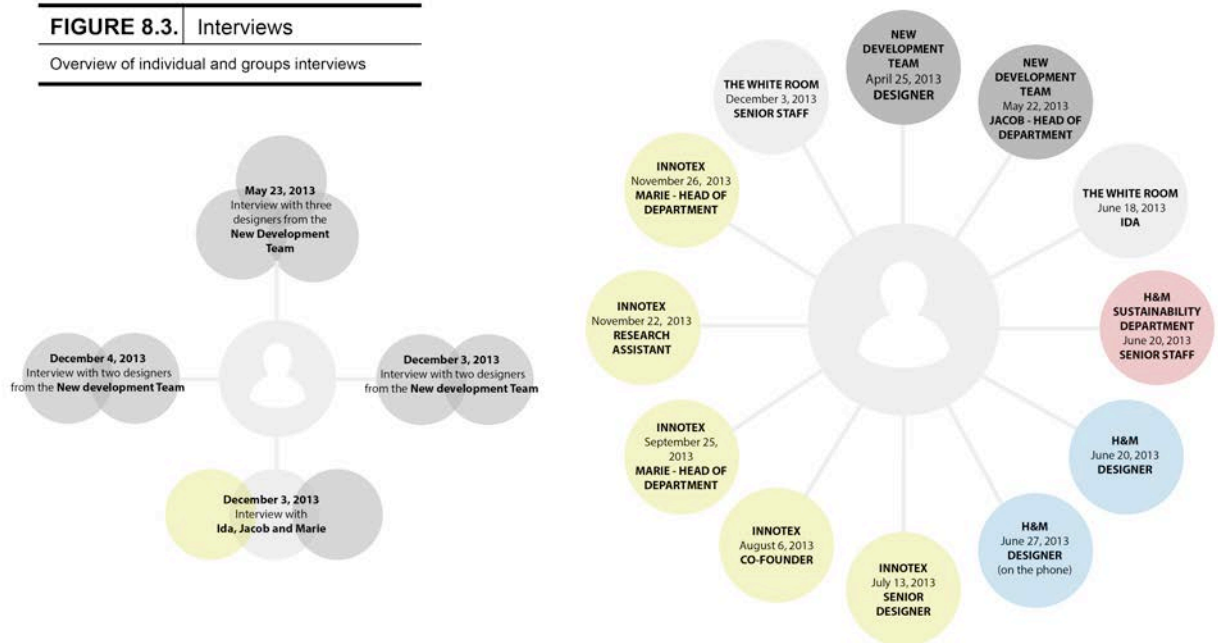 FIGURE 8.3. Interviews
Overview of individual and groups interviews
May 23, 2013
Interview with three
designers from the
New Development
Team
December 4, 2013
Interview with two designers
from the New development Team
December 3, 2013
Interview with two designers
from the New development Team
December 3, 2013
Interview with
Ida, Jacob and Marie
NEW
DEVELOPMENT
TEAM
April 25, 2013
DESIGNER
NEW
DEVELOPMENT
TEAM
May 22, 2013
JACOB - HEAD OF
DEPARTMENT
THE WHITE ROOM
June 18, 2013
IDA
H&M
SUSTAINABILITY
DEPARTMENT
June 20, 2013
SENIOR STAFF
H&M
June 20, 2013
DESIGNER
H&M
June 27, 2013
DESIGNER
(on the phone)
INNOTEX
July 13, 2013
SENIOR
DESIGNER
INNOTEX
August 6, 2013
CO-FOUNDER
INNOTEX
September 25,
2013
MARIE - HEAD OF
DEPARTMENT
INNOTEX
November 22, 2013
RESEARCH
ASSISTANT
INNOTEX
November 26, 2013
MARIE - HEAD OF
DEPARTMENT
THE WHITE ROOM
December 3, 2013
SENIOR STAFF